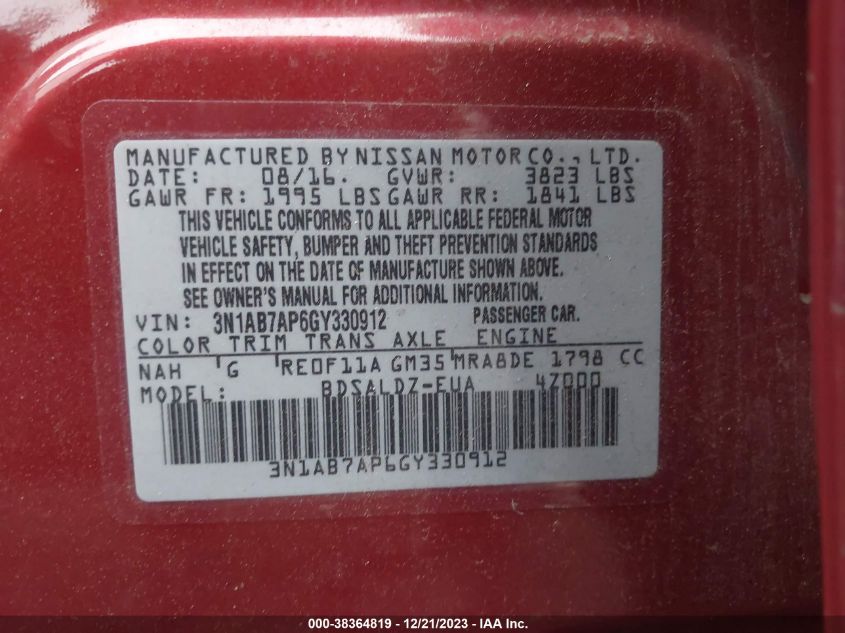 MANUFACTURED BY NISSAN MOTOR CO., LTD.
DATE: 08/16. GVWR: 3823 LBS
GAWR FR: 1995 LBS GAWR RR: 1841 LBS
THIS VEHICLE CONFORMS TO ALL APPLICABLE FEDERAL MOTOR
VEHICLE SAFETY, BUMPER AND THEFT PREVENTION STANDARDS
IN EFFECT ON THE DATE OF MANUFACTURE SHOWN ABOVE.
SEE OWNER'S MANUAL FOR ADDITIONAL INFORMATION.
VIN: 3N1AB7AP6GY330912 PASSENGER CAR.
COLOR TRIM TRANS AXLE ENGINE
NAH G RE0F11A GM35 MRA8DE 1798 CC
MODEL: BDSALDZ-EUA 4Z000
3N1AB7AP6GY330912
000-38364819 - 12/21/2023 - IAA Inc.